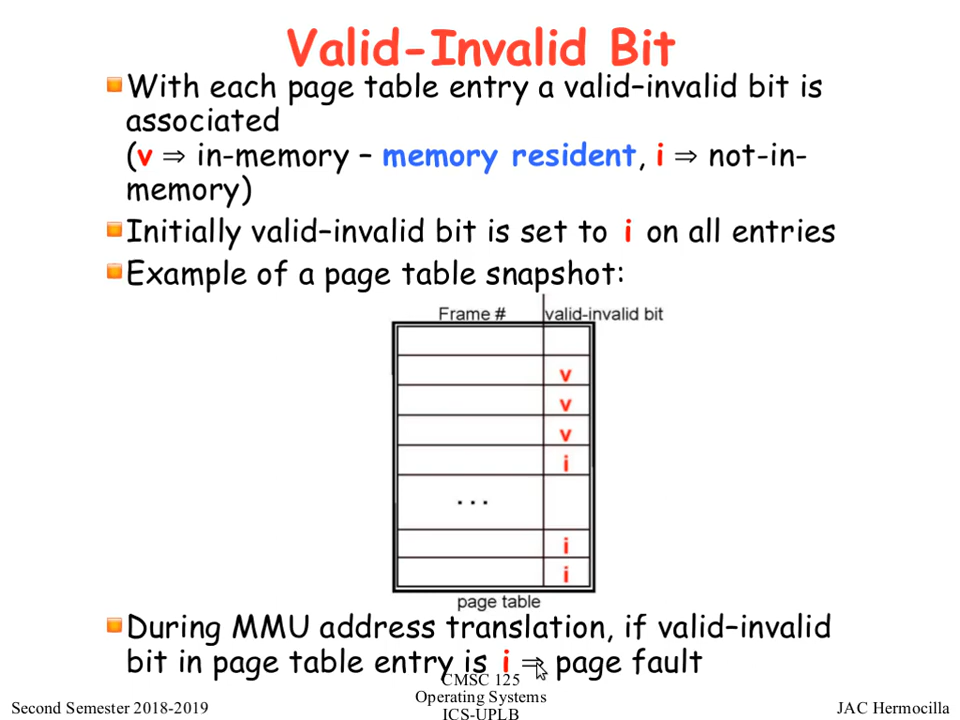 Valid-Invalid Bit
With each page table entry a valid–invalid bit is
associated
(v ⇒ in-memory – memory resident, i ⇒ not-in-
memory)
Initially valid–invalid bit is set to i on all entries
Example of a page table snapshot:
Frame # valid-invalid bit
v
v
v
i
...
i
i
page table
During MMU address translation, if valid–invalid
bit in page table entry is i ⇒ page fault
CMSC 125
Operating Systems
ICS-UPLB
Second Semester 2018-2019
JAC Hermocilla